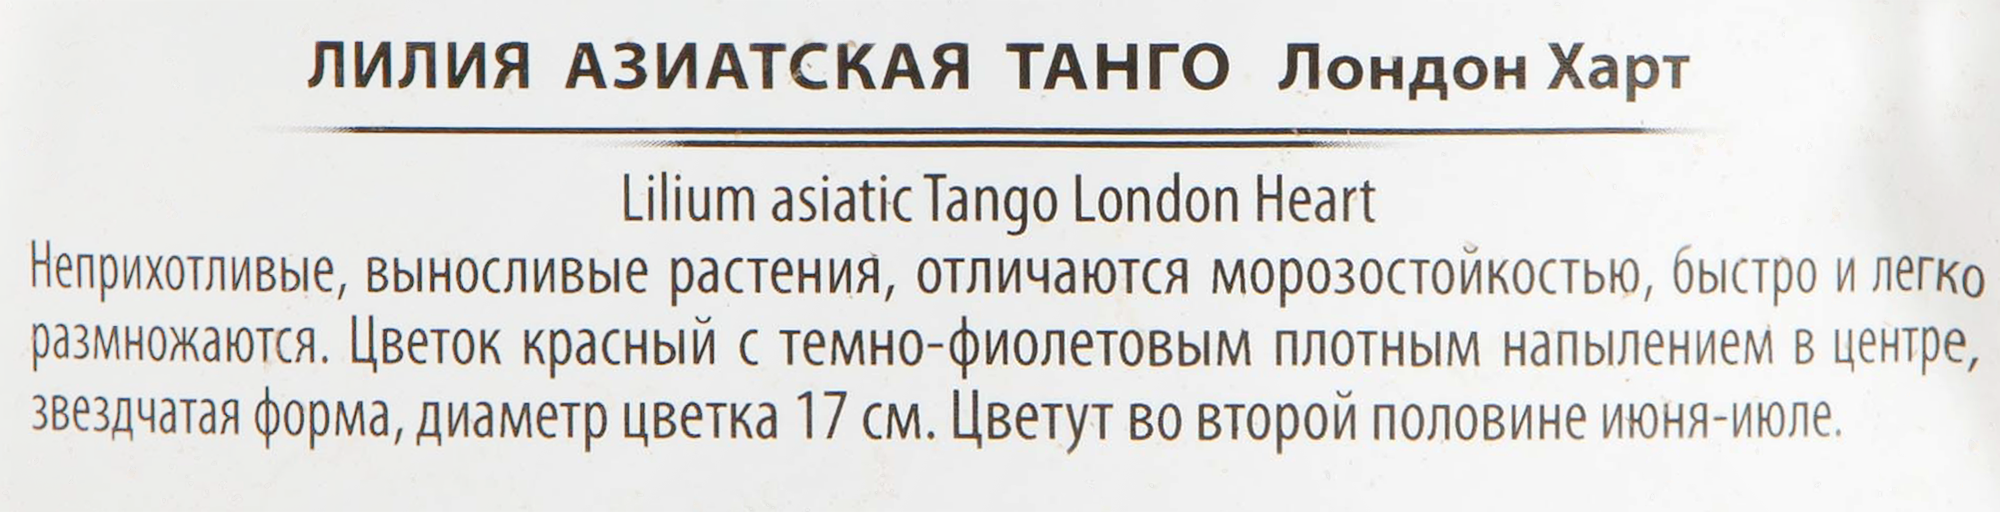 ЛИЛИЯ АЗИАТСКАЯ ТАНГО Лондон Харт
Lilium asiatic Tango London Heart
Неприхотливые, выносливые растения, отличаются морозостойкостью, быстро и легко
размножаются. Цветок красный с темно-фиолетовым плотным напылением в центре,
звездчатая форма, диаметр цветка 17 см. Цветут во второй половине июня-июле.